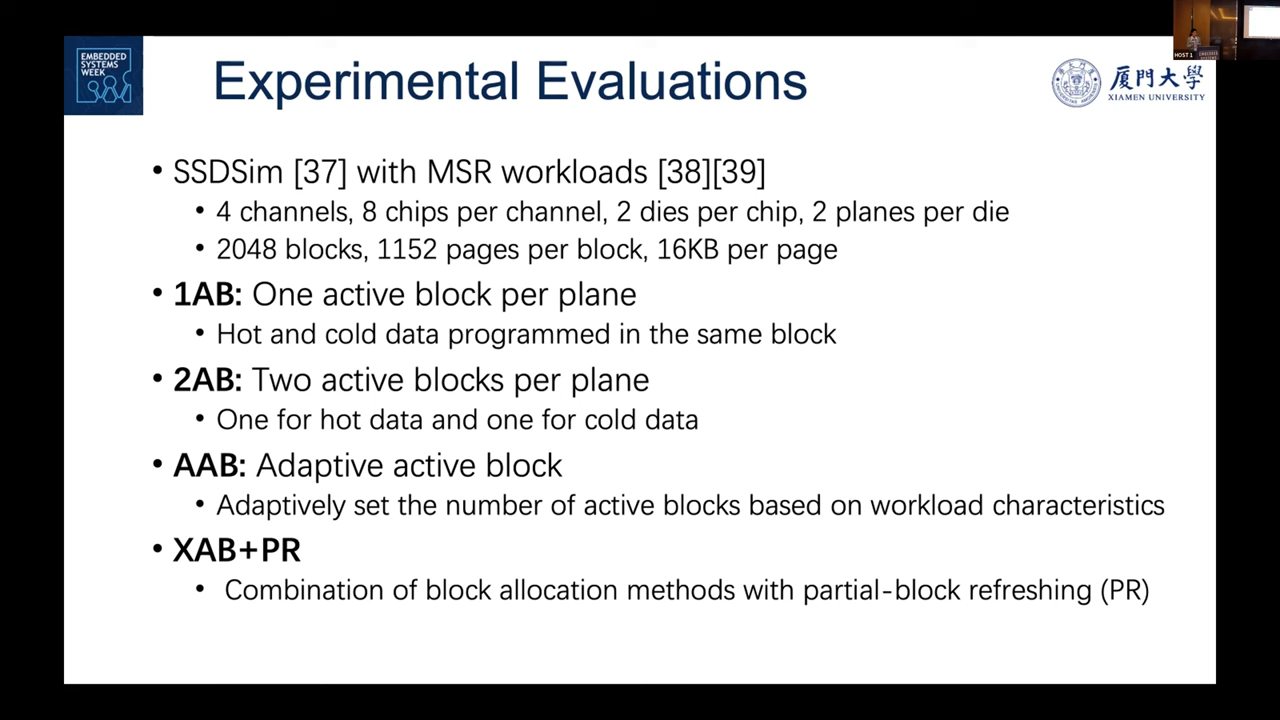 EMBEDDED
SYSTEMS
WEEK
Experimental Evaluations
廈門大學
XIAMEN UNIVERSITY
HOST 1
• SSDSim [37] with MSR workloads [38][39]
• 4 channels, 8 chips per channel, 2 dies per chip, 2 planes per die
• 2048 blocks, 1152 pages per block, 16KB per page
• 1AB: One active block per plane
• Hot and cold data programmed in the same block
• 2AB: Two active blocks per plane
• One for hot data and one for cold data
• AAB: Adaptive active block
• Adaptively set the number of active blocks based on workload characteristics
• XAB+PR
• Combination of block allocation methods with partial-block refreshing (PR)